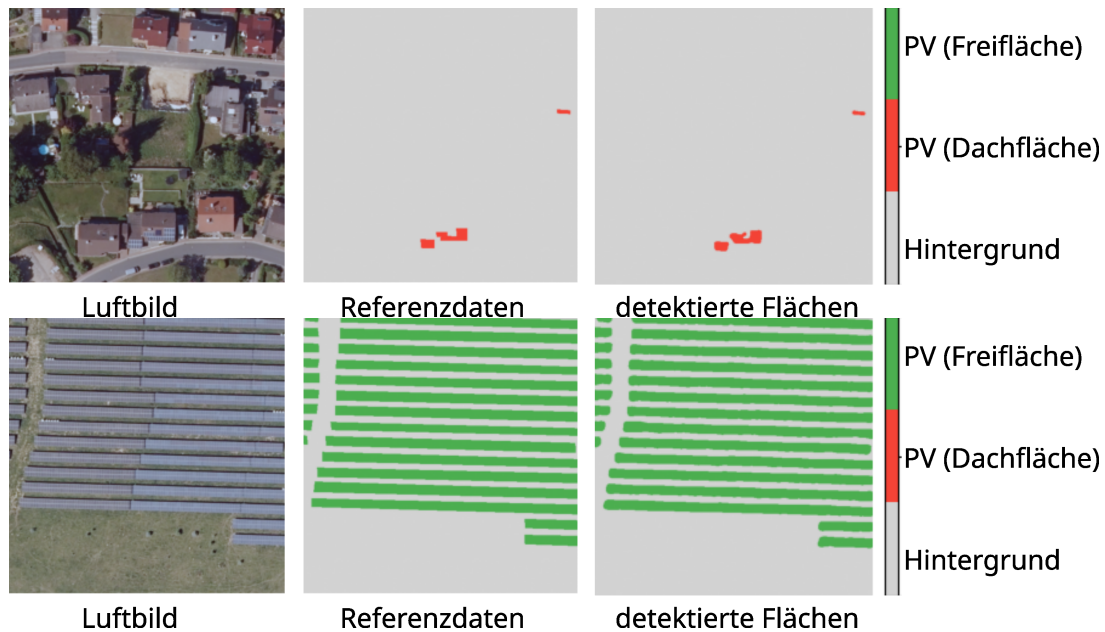 PV (Freifläche)
PV (Dachfläche)
Hintergrund
Luftbild
Referenzdaten
detektierte Flächen
PV (Freifläche)
PV (Dachfläche)
Hintergrund
Luftbild
Referenzdaten
detektierte Flächen